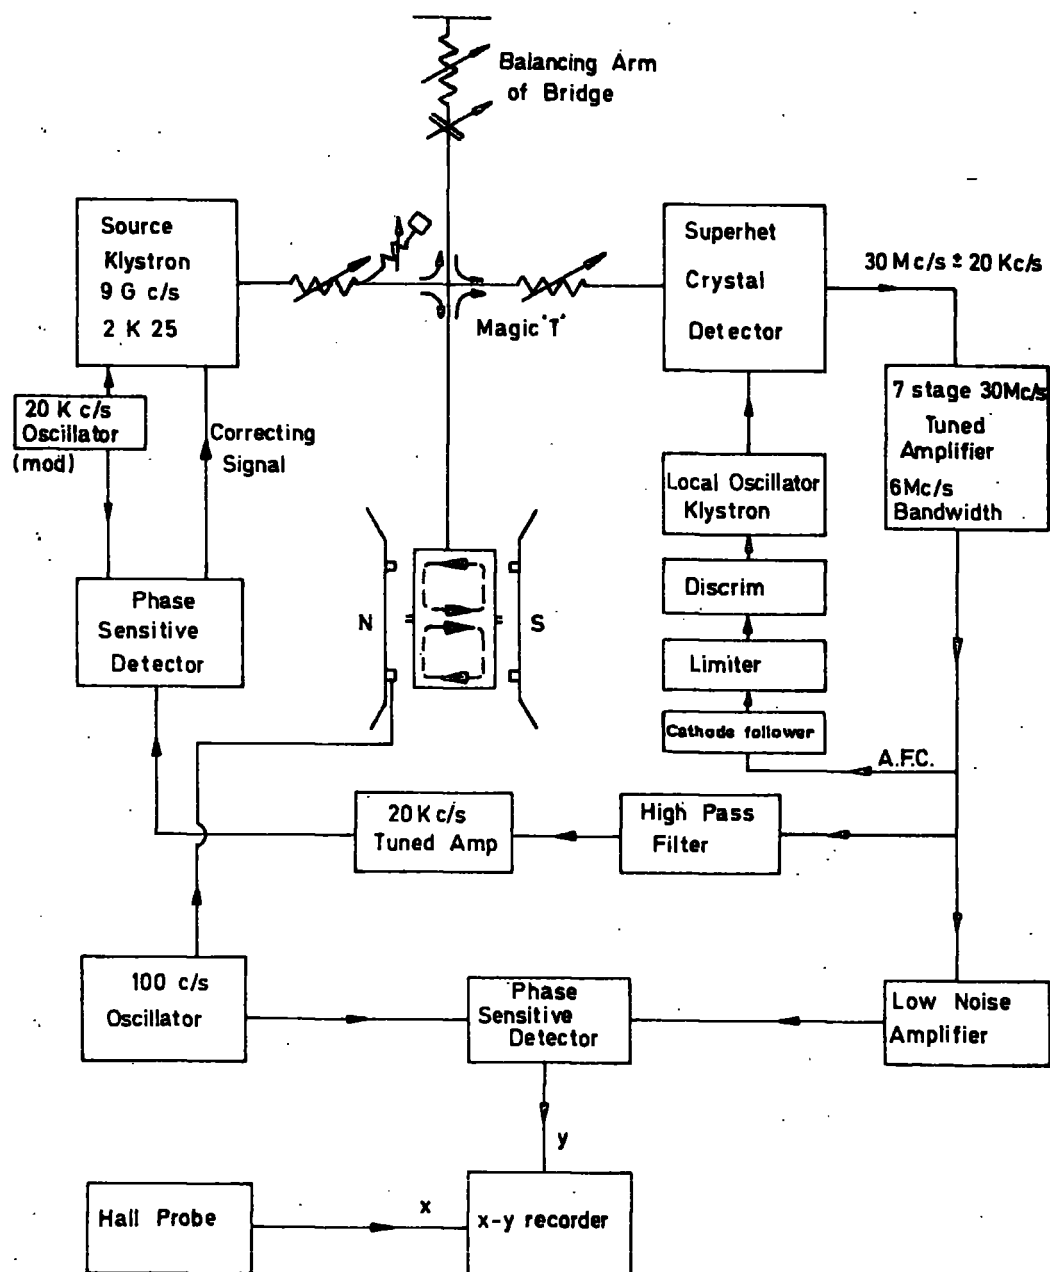 Balancing Arm
of Bridge
Source
Klystron
9 G c/s
2 K 25
Magic 'T'
Superhet
Crystal
Detector
30 Mc/s ± 20 Kc/s
20 K c/s
Oscillator
(mod)
Correcting
Signal
7 stage 30Mc/s
Tuned
Amplifier
6Mc/s
Bandwidth
Local Oscillator
Klystron
Discrim
Limiter
Cathode follower
A.F.C.
Phase
Sensitive
Detector
N
S
20 K c/s
Tuned Amp
High Pass
Filter
100 c/s
Oscillator
Phase
Sensitive
Detector
Low Noise
Amplifier
y
Hall Probe
x
x-y recorder